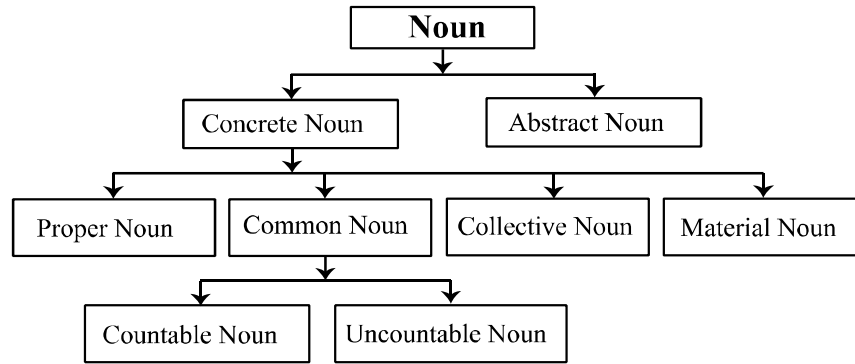 Noun
Concrete Noun
Abstract Noun
Proper Noun
Common Noun
Collective Noun
Material Noun
Countable Noun
Uncountable Noun